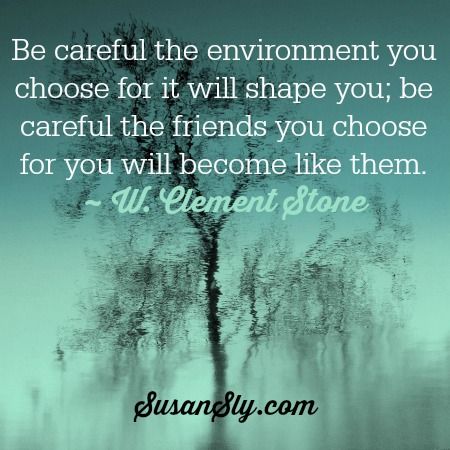 Be careful the environment you
choose for it will shape you; be
careful the friends you choose
for you will become like them.
~ W. Clement Stone
SusanSly.com